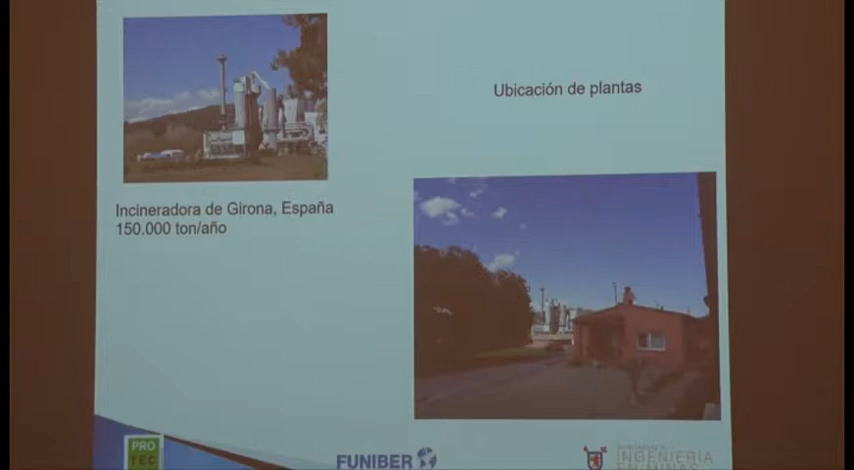 Ubicación de plantas
Incineradora de Girona, España
150.000 ton/año
PRO
TEC
FUNIBER
INGENIERÍA